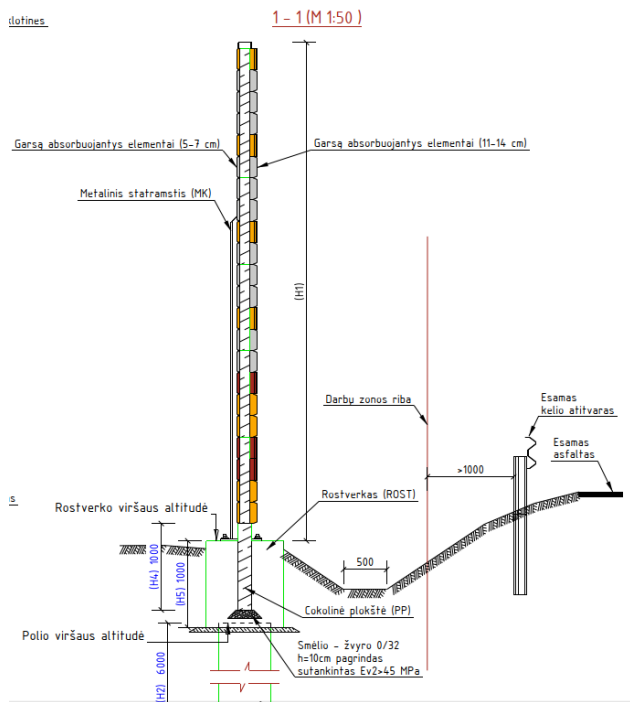 klotines
1 - 1 (M 1:50 )
Garsą absorbuojantys elementai (5-7 cm)
Garsą absorbuojantys elementai (11-14 cm)
Metalinis statramstis (MK)
(H1)
Darbų zonos riba
Esamas
kelio atitvaras
Esamas
asfaltas
>1000
Rostverko viršaus altitudė
Rostverkas (ROST)
(H4) 1000
(H5) 1000
500
Cokolinė plokštė (PP)
Polio viršaus altitudė
Smėlio - žvyro 0/32
h=10cm pagrindas
sutankintas Ev2>45 MPa
(H2) 6000